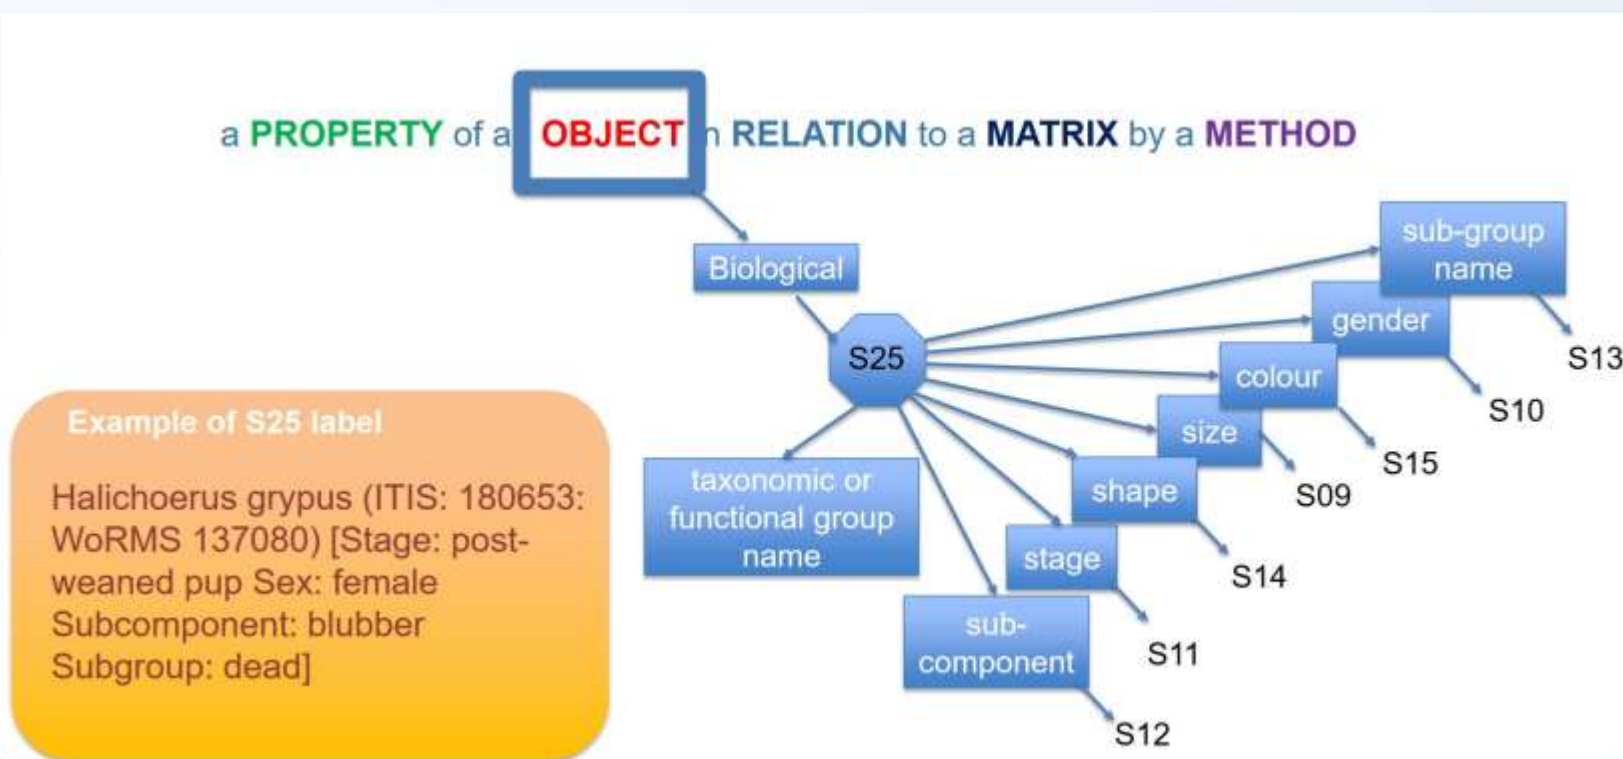 a PROPERTY of a OBJECT n RELATION to a MATRIX by a METHOD
sub-group
name
Biological
gender
S13
S25
colour
S10
Example of S25 label
size
S15
taxonomic or
functional group
name
shape
S09
Halichoerus grypus (ITIS: 180653:
WoRMS 137080) [Stage: post-
weaned pup Sex: female
Subcomponent: blubber
Subgroup: dead]
stage
S14
sub-
component
S11
S12